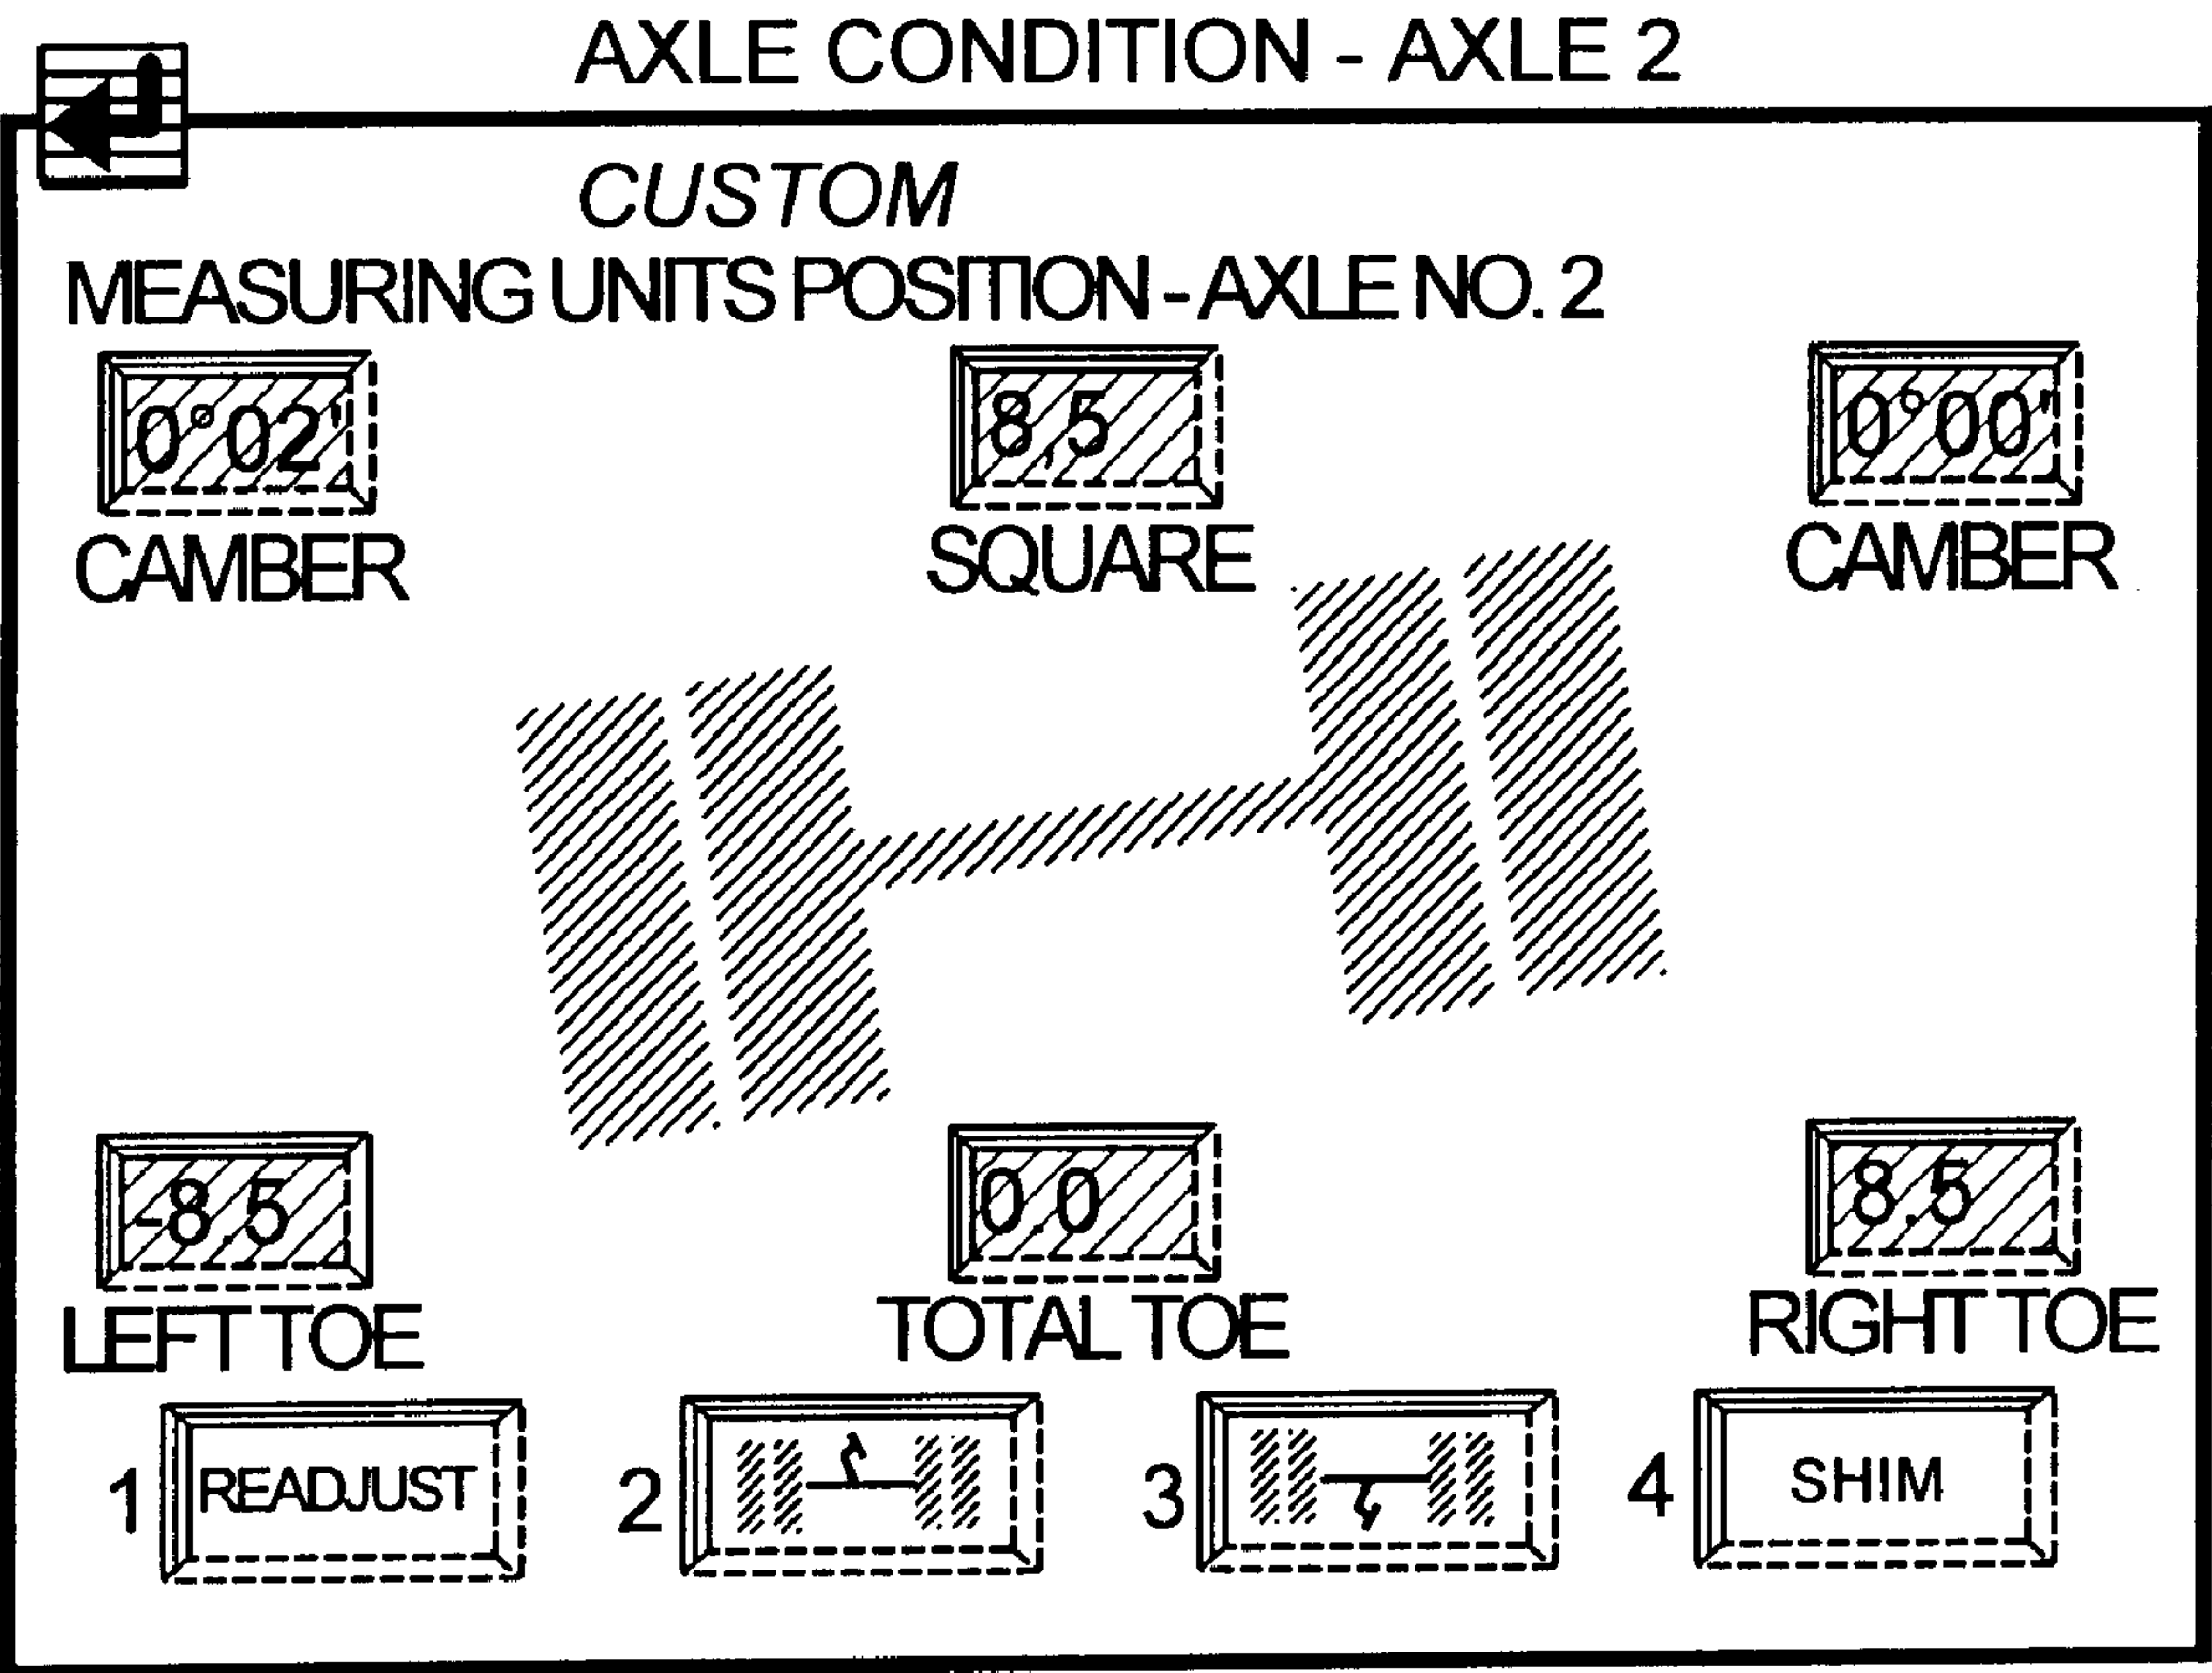 AXLE CONDITION - AXLE 2
CUSTOM
MEASURING UNITS POSITION - AXLE NO. 2
0°02' 8,5 0°00'
CAMBER SQUARE CAMBER
-8.5 0.0 8.5
LEFT TOE TOTAL TOE RIGHT TOE
1 READJUST 2 3 4 SHIM